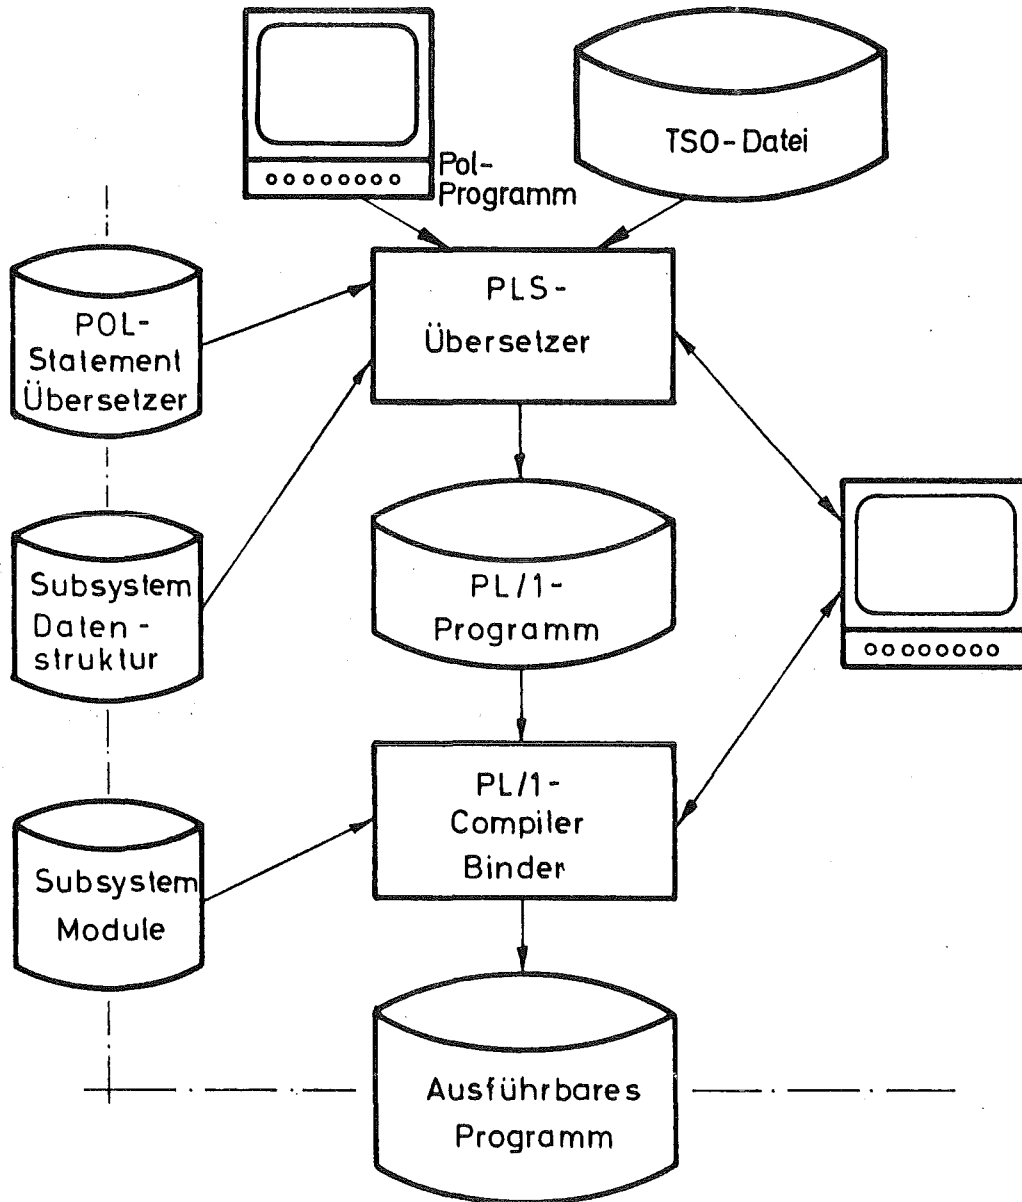 Pol-
Programm
TSO-Datei
POL-
Statement
Übersetzer
PLS-
Übersetzer
Subsystem
Daten-
struktur
PL/1-
Programm
Subsystem
Module
PL/1-
Compiler
Binder
Ausführbares
Programm